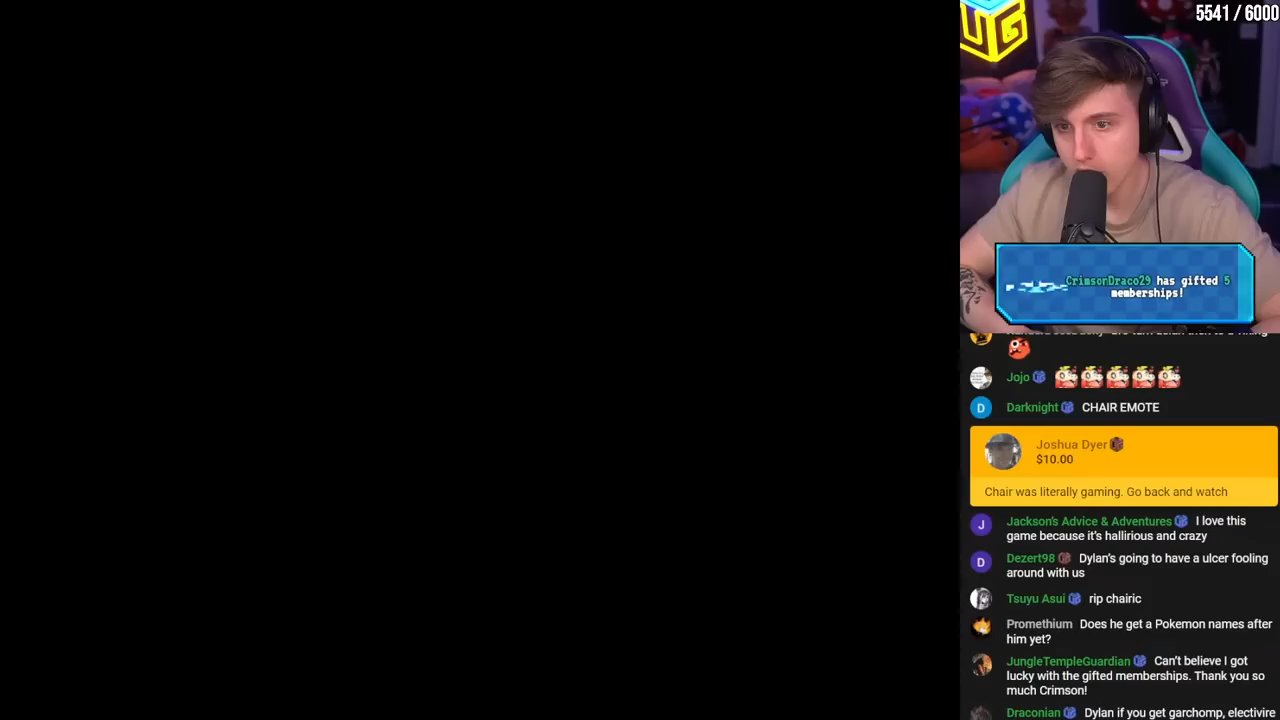 5541 / 6000
UG
CrimsonDraco29 has gifted 5
memberships!
Jojo
Darknight CHAIR EMOTE
D
Joshua Dyer
$10.00
Chair was literally gaming. Go back and watch
J
Jackson's Advice & Adventures I love this
game because it's hallirious and crazy
D
Dezert98 Dylan's going to have a ulcer fooling
around with us
Tsuyu Asui rip chairic
Promethium Does he get a Pokemon names after
him yet?
JungleTempleGuardian Can't believe I got
lucky with the gifted memberships. Thank you so
much Crimson!
Draconian Dylan if you get garchomp, electivire